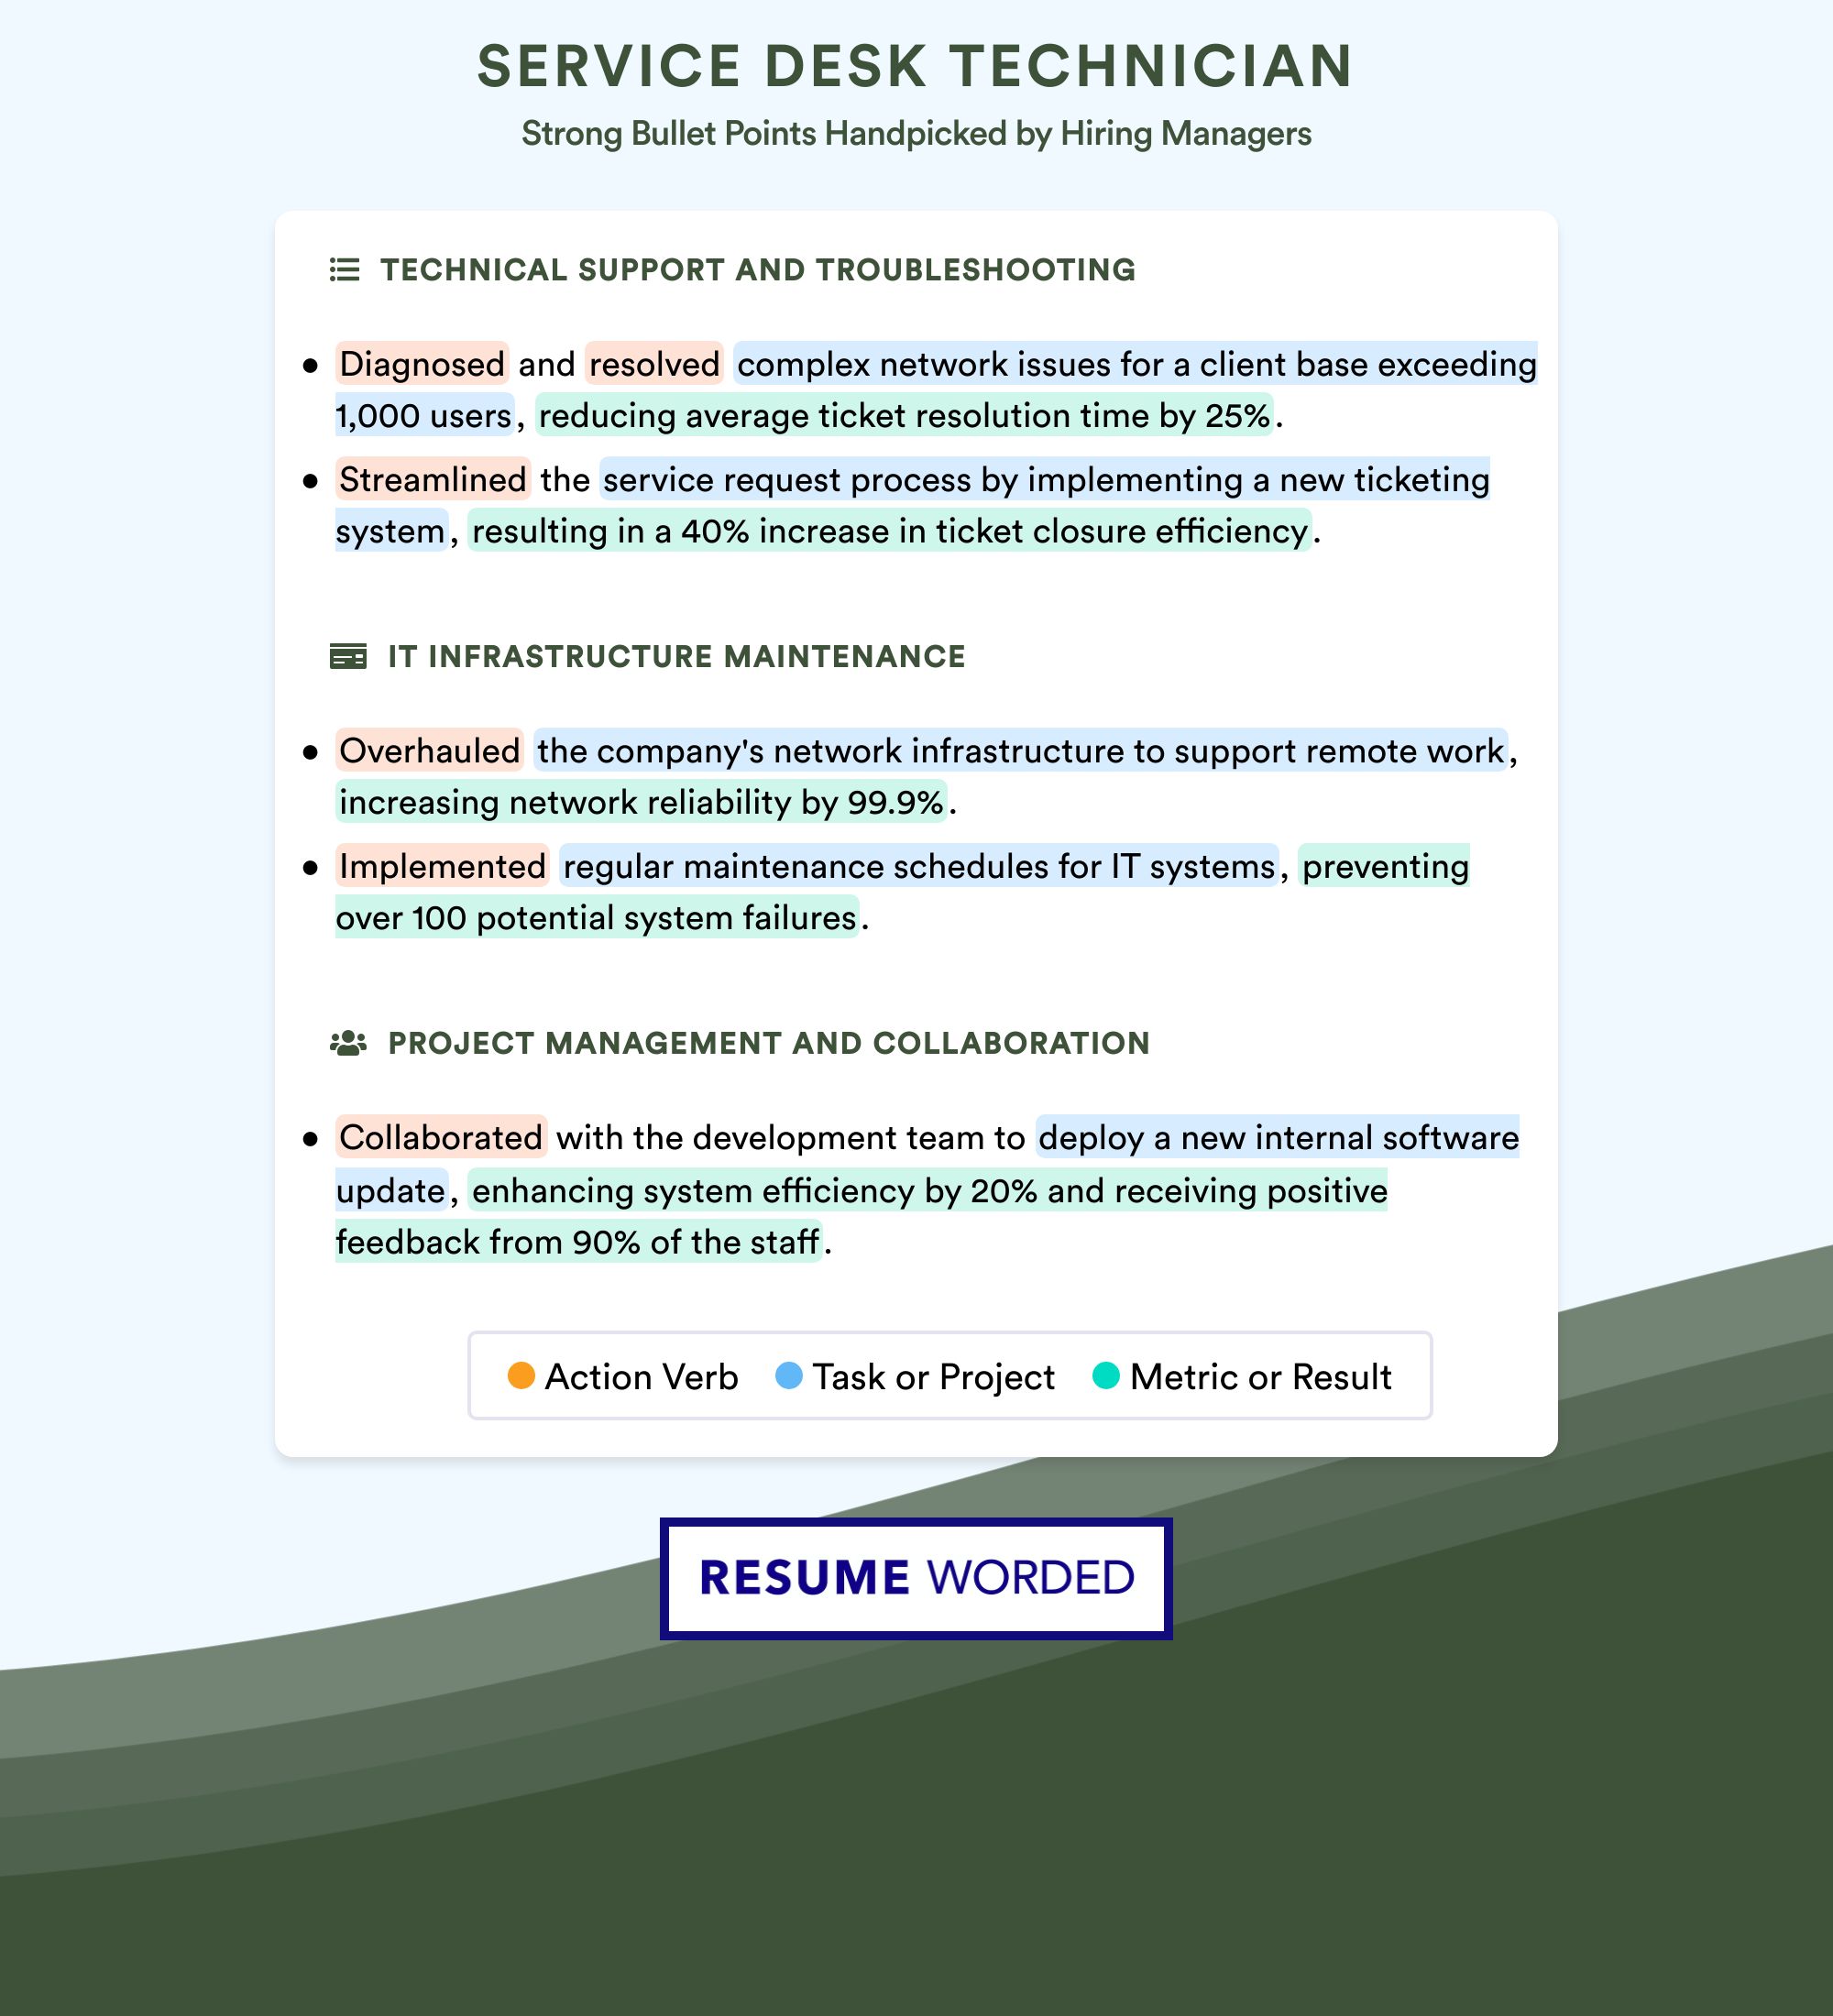 SERVICE DESK TECHNICIAN
Strong Bullet Points Handpicked by Hiring Managers
TECHNICAL SUPPORT AND TROUBLESHOOTING
● Diagnosed and resolved complex network issues for a client base exceeding
1,000 users, reducing average ticket resolution time by 25%.
● Streamlined the service request process by implementing a new ticketing
system, resulting in a 40% increase in ticket closure efficiency.
IT INFRASTRUCTURE MAINTENANCE
● Overhauled the company's network infrastructure to support remote work,
increasing network reliability by 99.9%.
● Implemented regular maintenance schedules for IT systems, preventing
over 100 potential system failures.
PROJECT MANAGEMENT AND COLLABORATION
● Collaborated with the development team to deploy a new internal software
update, enhancing system efficiency by 20% and receiving positive
feedback from 90% of the staff.
Action Verb Task or Project Metric or Result
RESUME WORDED